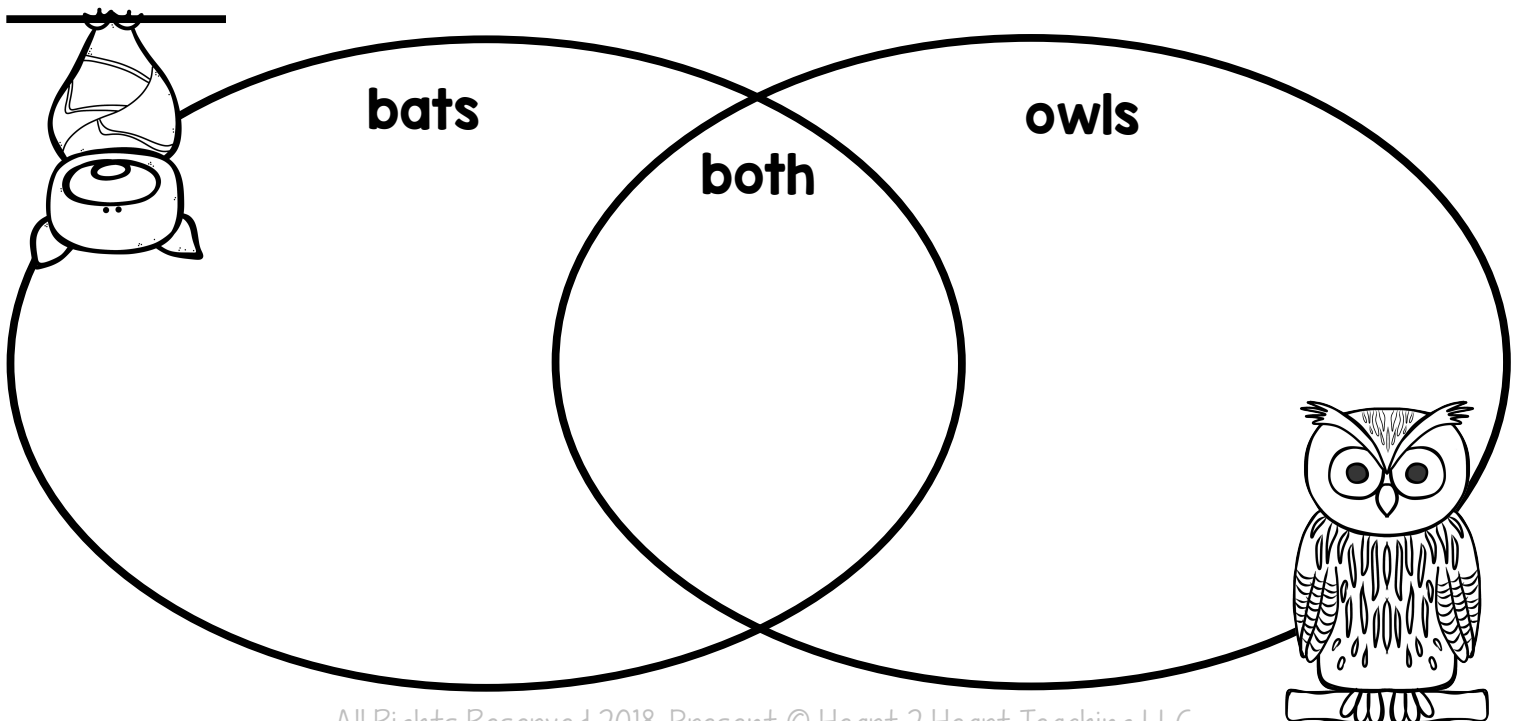 bats
owls
both
All Rights Reserved 2018-Present © Heart 2 Heart Teaching LLC